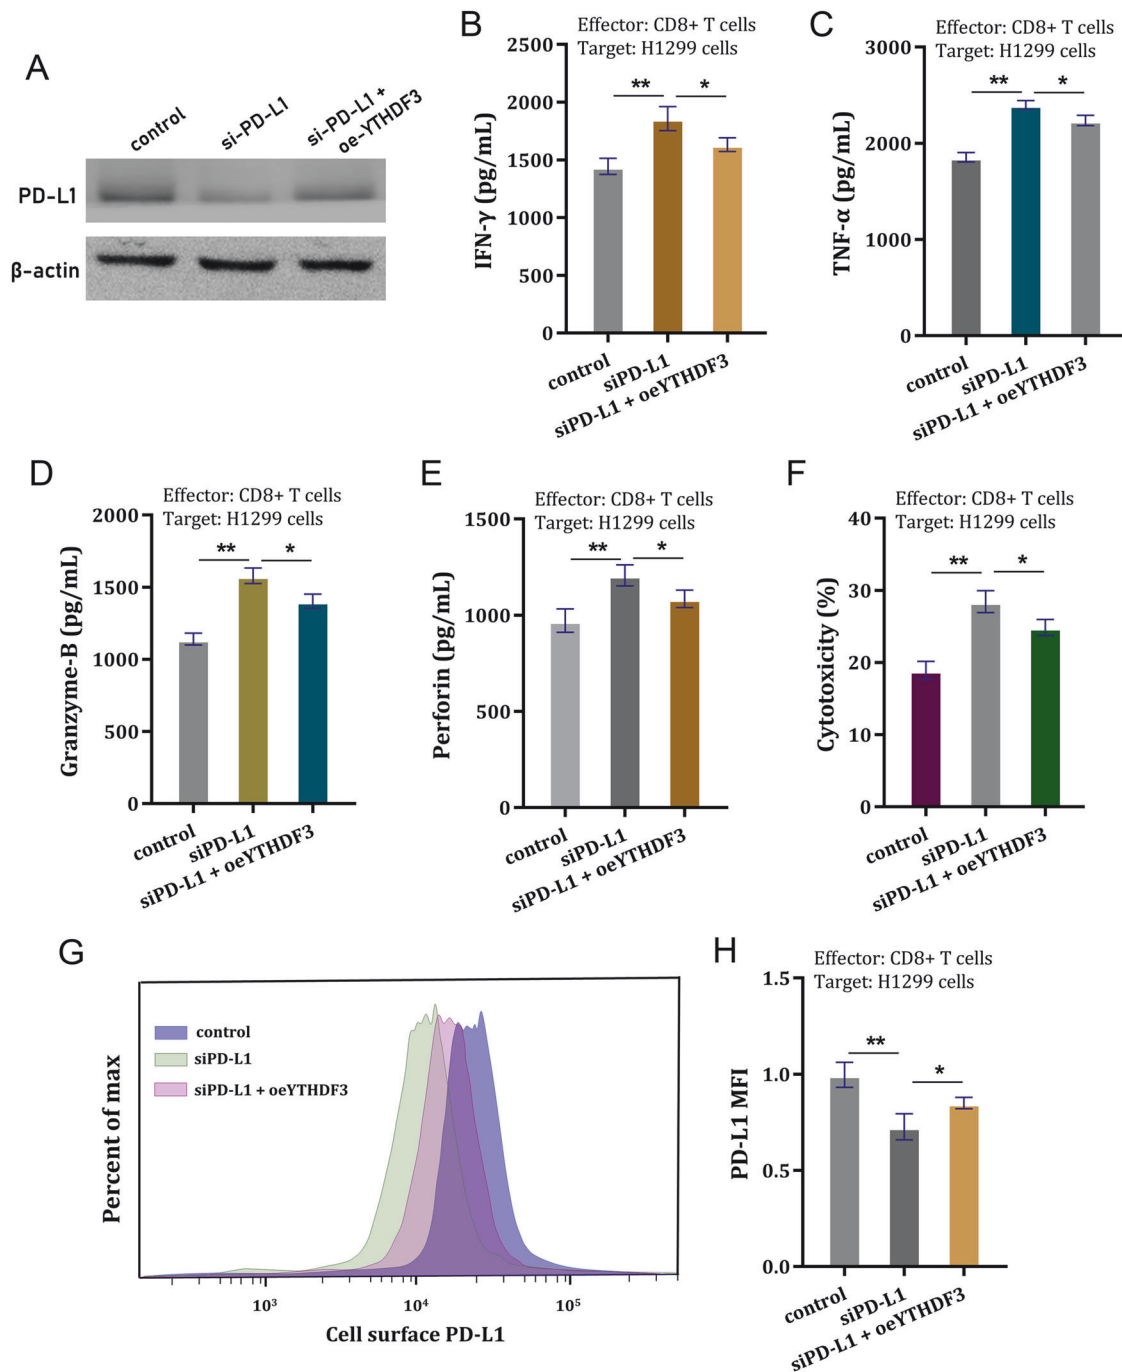 A
control
si-PD-L1
si-PD-L1 +
oe-YTHDF3
PD-L1
β-actin
B
Effector: CD8+ T cells
Target: H1299 cells
2500
2000
1500
1000
500
0
IFN-γ (pg/mL)
**
*
control
siPD-L1
siPD-L1 + oeYTHDF3
C
Effector: CD8+ T cells
Target: H1299 cells
3000
2000
1000
0
TNF-α (pg/mL)
**
*
control
siPD-L1
siPD-L1 + oeYTHDF3
D
Effector: CD8+ T cells
Target: H1299 cells
2000
1500
1000
500
0
Granzyme-B (pg/mL)
**
*
control
siPD-L1
siPD-L1 + oeYTHDF3
E
Effector: CD8+ T cells
Target: H1299 cells
1500
1000
500
0
Perforin (pg/mL)
**
*
control
siPD-L1
siPD-L1 + oeYTHDF3
F
Effector: CD8+ T cells
Target: H1299 cells
40
30
20
10
0
Cytotoxicity (%)
**
*
control
siPD-L1
siPD-L1 + oeYTHDF3
G
Percent of max
control
siPD-L1
siPD-L1 + oeYTHDF3
10³
10⁴
10⁵
Cell surface PD-L1
H
Effector: CD8+ T cells
Target: H1299 cells
1.5
1.0
0.5
0.0
PD-L1 MFI
**
*
control
siPD-L1
siPD-L1 + oeYTHDF3